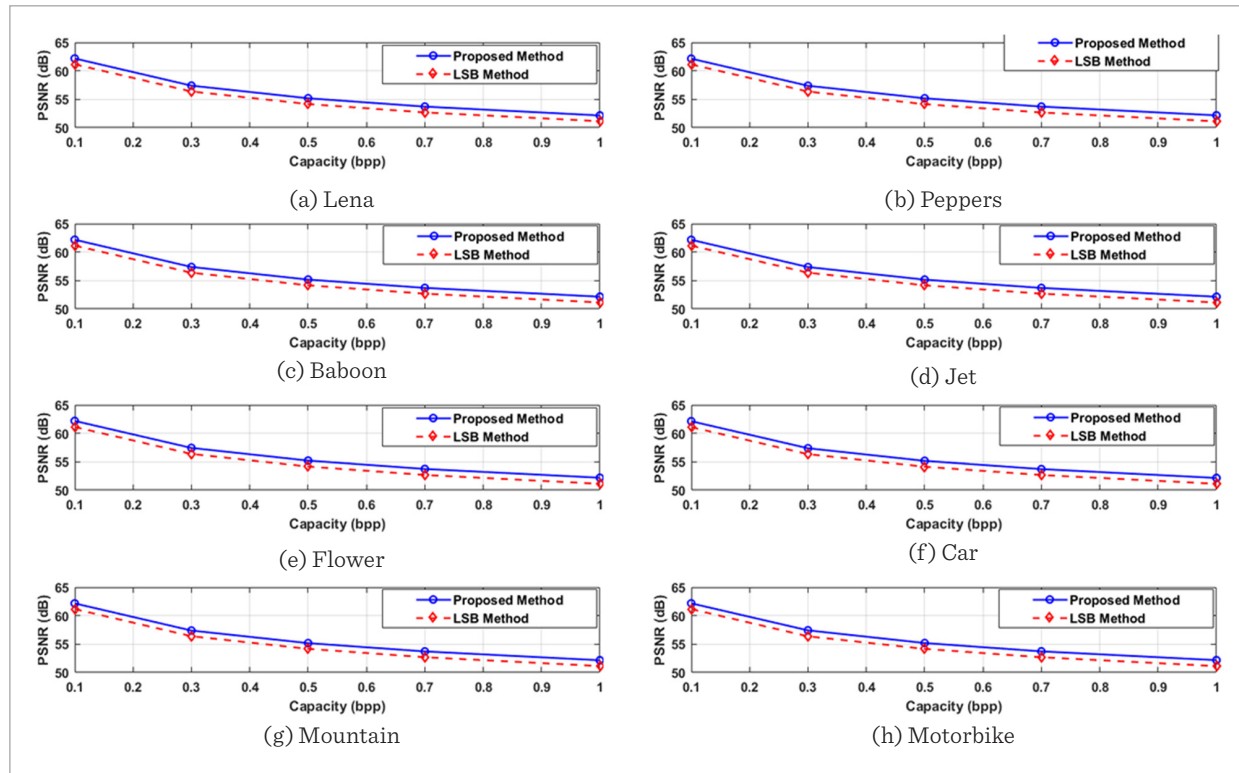 65
60
55
50
PSNR (dB)
Proposed Method
LSB Method
0.1 0.2 0.3 0.4 0.5 0.6 0.7 0.8 0.9 1
Capacity (bpp)
(a) Lena
65
60
55
50
PSNR (dB)
Proposed Method
LSB Method
0.1 0.2 0.3 0.4 0.5 0.6 0.7 0.8 0.9 1
Capacity (bpp)
(b) Peppers
65
60
55
50
PSNR (dB)
Proposed Method
LSB Method
0.1 0.2 0.3 0.4 0.5 0.6 0.7 0.8 0.9 1
Capacity (bpp)
(c) Baboon
65
60
55
50
PSNR (dB)
Proposed Method
LSB Method
0.1 0.2 0.3 0.4 0.5 0.6 0.7 0.8 0.9 1
Capacity (bpp)
(d) Jet
65
60
55
50
PSNR (dB)
Proposed Method
LSB Method
0.1 0.2 0.3 0.4 0.5 0.6 0.7 0.8 0.9 1
Capacity (bpp)
(e) Flower
65
60
55
50
PSNR (dB)
Proposed Method
LSB Method
0.1 0.2 0.3 0.4 0.5 0.6 0.7 0.8 0.9 1
Capacity (bpp)
(f) Car
65
60
55
50
PSNR (dB)
Proposed Method
LSB Method
0.1 0.2 0.3 0.4 0.5 0.6 0.7 0.8 0.9 1
Capacity (bpp)
(g) Mountain
65
60
55
50
PSNR (dB)
Proposed Method
LSB Method
0.1 0.2 0.3 0.4 0.5 0.6 0.7 0.8 0.9 1
Capacity (bpp)
(h) Motorbike